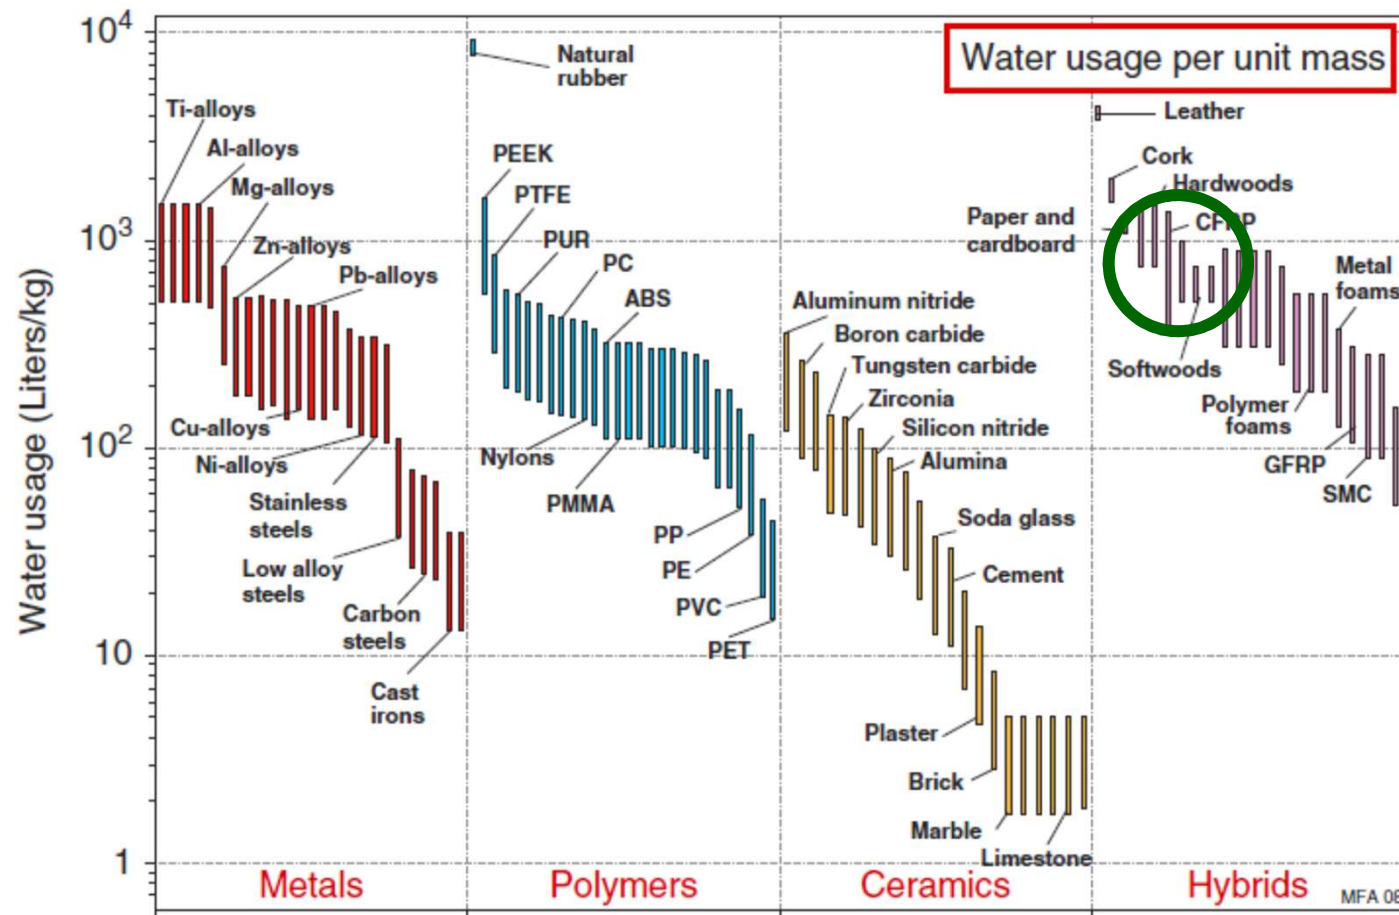 10⁴
Natural
rubber
Water usage per unit mass
Ti-alloys
Al-alloys
Mg-alloys
Zn-alloys
Pb-alloys
PEEK
PTFE
PUR
PC
ABS
Leather
Cork
Hardwoods
Paper and
cardboard
CFRP
Metal
foams
10³
Water usage (Liters/kg)
Aluminum nitride
Boron carbide
Tungsten carbide
Zirconia
Silicon nitride
Alumina
Softwoods
Polymer
foams
GFRP
SMC
Cu-alloys
Ni-alloys
Stainless
steels
Low alloy
steels
Carbon
steels
Cast
irons
10²
Nylons
PMMA
PP
PE
PVC
PET
Soda glass
Cement
10
Plaster
Brick
Marble
Limestone
1
Metals
Polymers
Ceramics
Hybrids
MFA